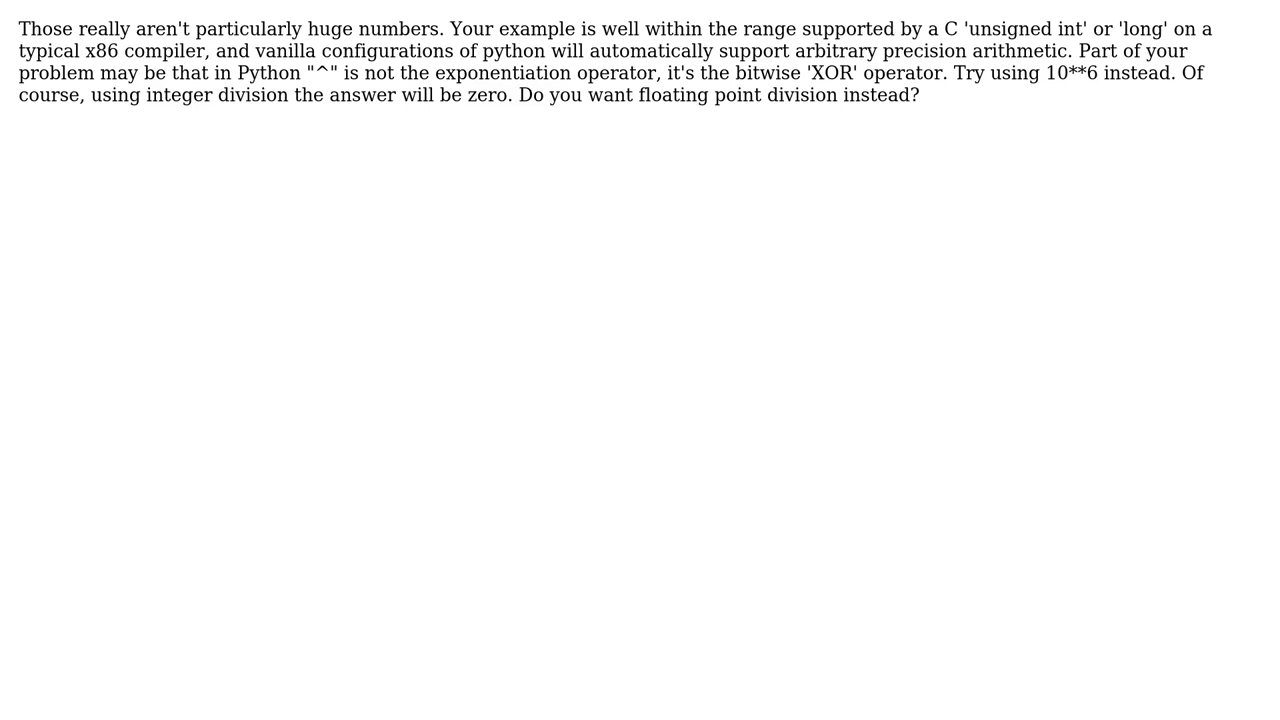 Those really aren't particularly huge numbers. Your example is well within the range supported by a C 'unsigned int' or 'long' on a
typical x86 compiler, and vanilla configurations of python will automatically support arbitrary precision arithmetic. Part of your
problem may be that in Python "^" is not the exponentiation operator, it's the bitwise 'XOR' operator. Try using 10**6 instead. Of
course, using integer division the answer will be zero. Do you want floating point division instead?